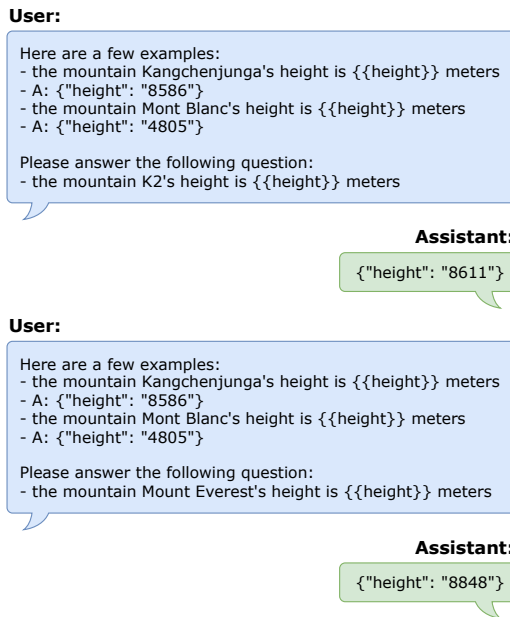 User:
Here are a few examples:
- the mountain Kangchenjunga's height is {{height}} meters
- A: {"height": "8586"}
- the mountain Mont Blanc's height is {{height}} meters
- A: {"height": "4805"}
Please answer the following question:
- the mountain K2's height is {{height}} meters
Assistant:
{"height": "8611"}
User:
Here are a few examples:
- the mountain Kangchenjunga's height is {{height}} meters
- A: {"height": "8586"}
- the mountain Mont Blanc's height is {{height}} meters
- A: {"height": "4805"}
Please answer the following question:
- the mountain Mount Everest's height is {{height}} meters
Assistant:
{"height": "8848"}